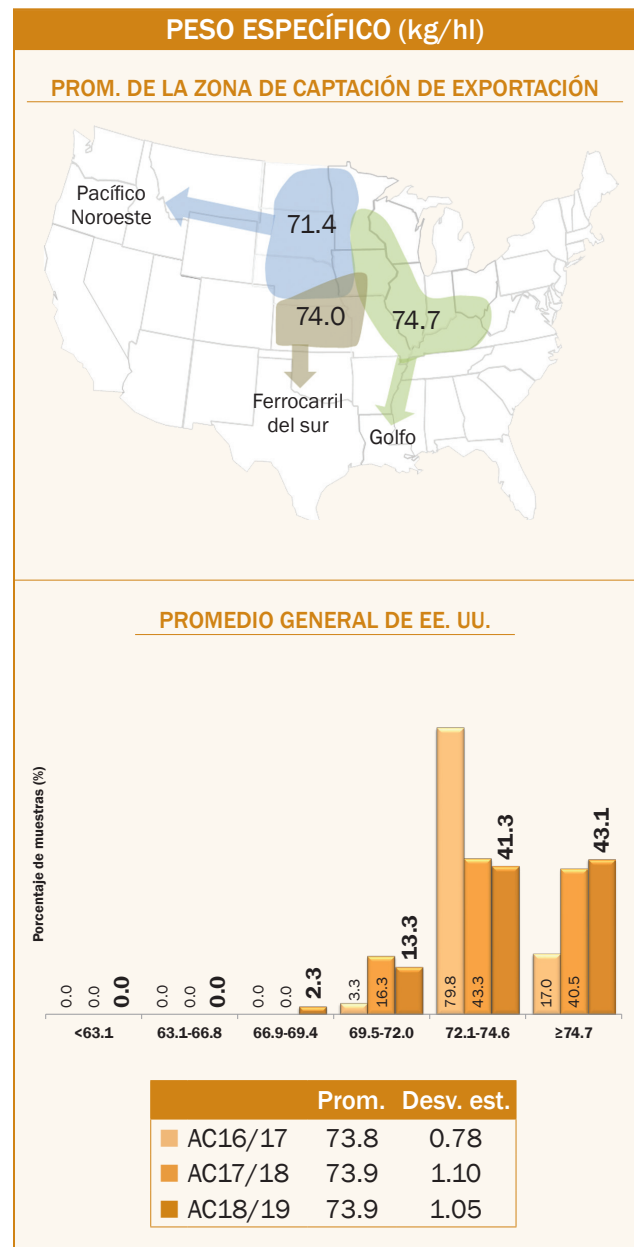 PESO ESPECÍFICO (kg/hl)
PROM. DE LA ZONA DE CAPTACIÓN DE EXPORTACIÓN
Pacífico
Noroeste
71.4
74.0
74.7
Ferrocarril
del sur
Golfo
PROMEDIO GENERAL DE EE. UU.
Porcentaje de muestras (%)
0.0 0.0 0.0
0.0 0.0 0.0
0.0 0.0 2.3
3.3 16.3 13.3
79.8 43.3 41.3
17.0 40.5 43.1
<63.1 63.1-66.8 66.9-69.4 69.5-72.0 72.1-74.6 ≥74.7
Prom. Desv. est.
AC16/17 73.8 0.78
AC17/18 73.9 1.10
AC18/19 73.9 1.05